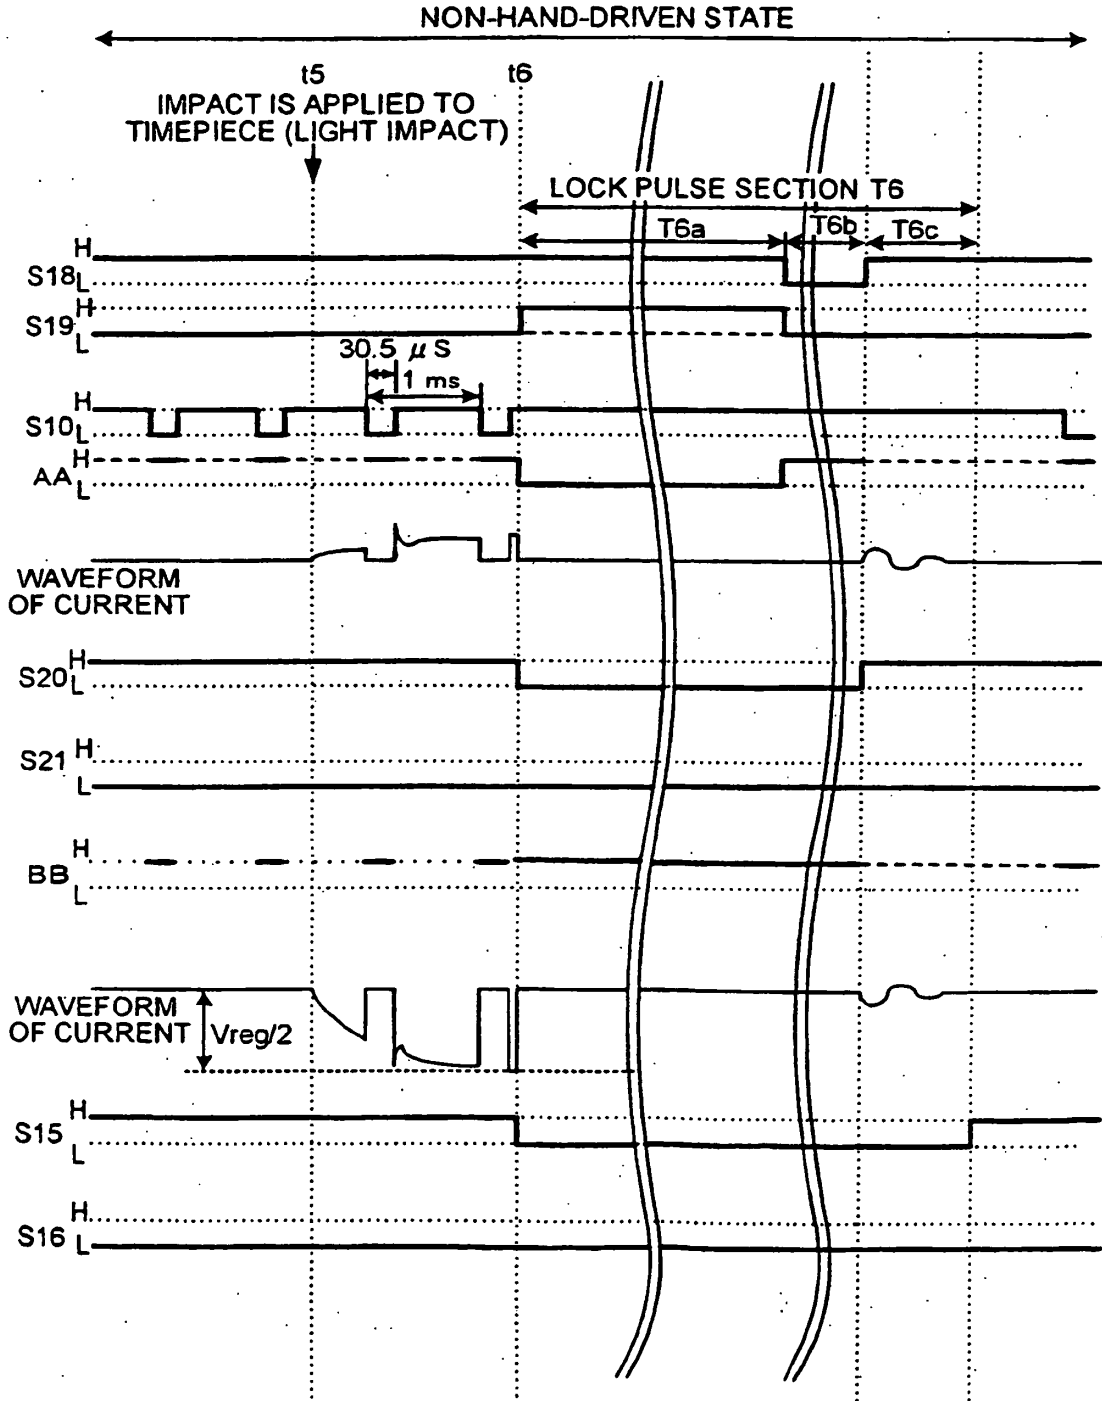 NON-HAND-DRIVEN STATE
t5
t6
IMPACT IS APPLIED TO
TIMEPIECE (LIGHT IMPACT)
LOCK PULSE SECTION T6
T6a
T6b
T6c
H
S18
L
H
S19
L
30.5 μS
1 ms
H
S10
L
H
AA
L
WAVEFORM
OF CURRENT
H
S20
L
H
S21
L
H
BB
L
WAVEFORM
OF CURRENT
Vreg/2
H
S15
L
H
S16
L